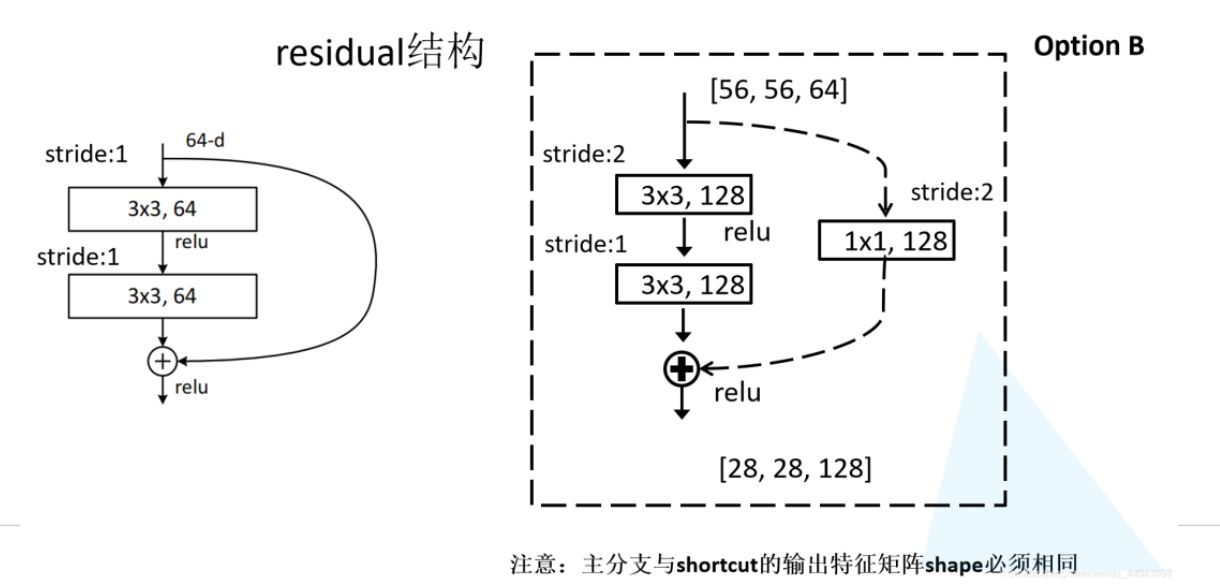 residual结构
64-d
stride:1
3x3, 64
relu
stride:1
3x3, 64
relu
Option B
[56, 56, 64]
stride:2
3x3, 128
stride:2
relu
1x1, 128
stride:1
3x3, 128
relu
[28, 28, 128]
注意：主分支与shortcut的输出特征矩阵shape必须相同